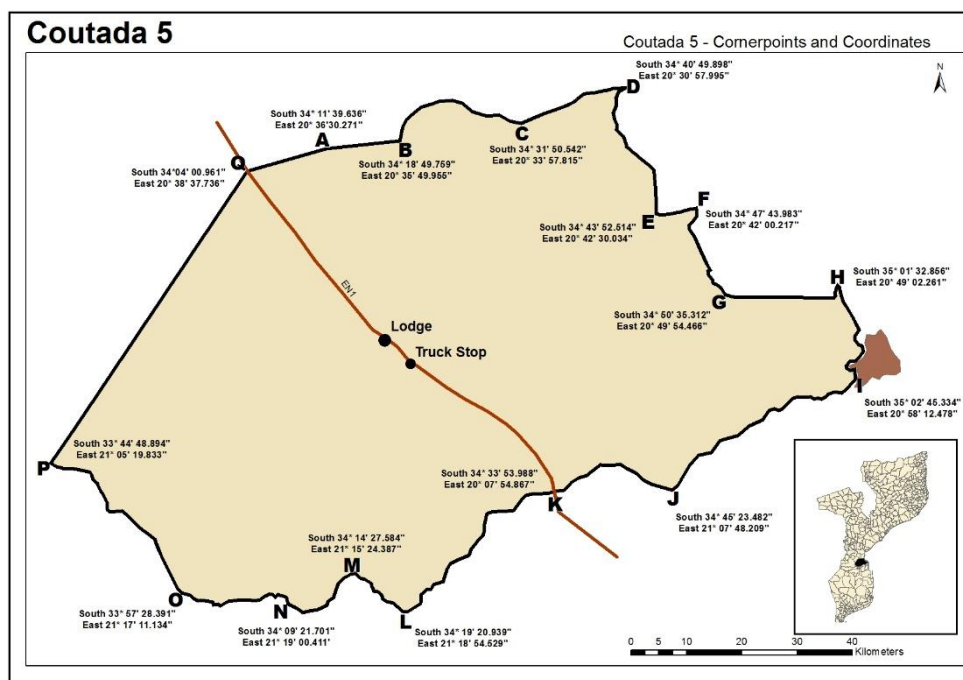 Coutada 5
Coutada 5 - Cornerpoints and Coordinates
South 34° 40' 49.898"
East 20° 30' 57.995"
D
N
South 34° 11' 39.636"
East 20° 36'30.271"
A
B
C
South 34° 18' 49.759"
East 20° 35' 49.955"
South 34° 31' 50.542"
East 20° 33' 57.815"
Q
South 34°04' 00.961"
East 20° 38' 37.736"
E
F
South 34° 43' 52.514"
East 20° 42' 30.034"
South 34° 47' 43.983"
East 20° 42' 00.217"
EN1
H
South 35° 01' 32.856"
East 20° 49' 02.261"
G
South 34° 50' 35.312"
East 20° 49' 54.466"
Lodge
Truck Stop
I
South 35° 02' 45.334"
East 20° 58' 12.478"
P
South 33° 44' 48.894"
East 21° 05' 19.833"
South 34° 33' 53.988"
East 20° 07' 54.867"
K
J
South 34° 45' 23.482"
East 21° 07' 48.209"
South 34° 14' 27.584"
East 21° 15' 24.387"
M
O
South 33° 57' 28.391"
East 21° 17' 11.134"
N
South 34° 09' 21.701"
East 21° 19' 00.411'
L
South 34° 19' 20.939"
East 21° 18' 54.629"
0 10 20 30 40
Kilometers